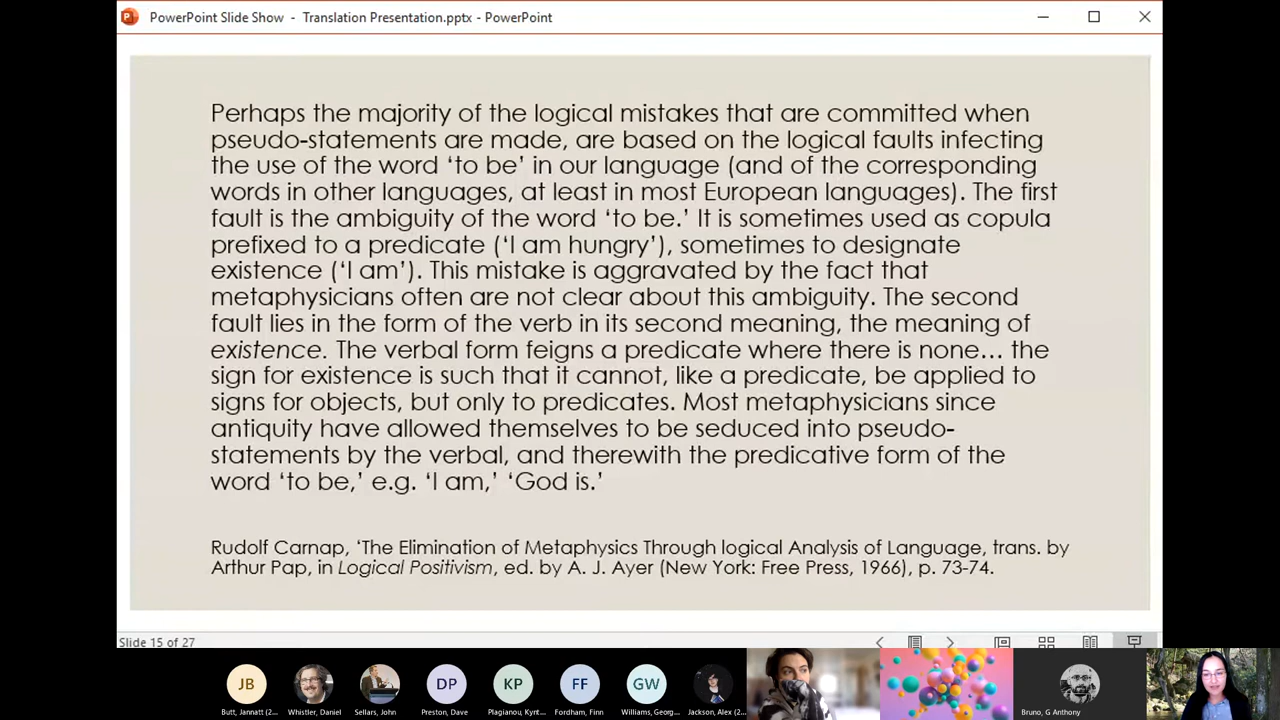 PowerPoint Slide Show - Translation Presentation.pptx - PowerPoint
Perhaps the majority of the logical mistakes that are committed when
pseudo-statements are made, are based on the logical faults infecting
the use of the word ‘to be’ in our language (and of the corresponding
words in other languages, at least in most European languages). The first
fault is the ambiguity of the word ‘to be.’ It is sometimes used as copula
prefixed to a predicate (‘I am hungry’), sometimes to designate
existence (‘I am’). This mistake is aggravated by the fact that
metaphysicians often are not clear about this ambiguity. The second
fault lies in the form of the verb in its second meaning, the meaning of
existence. The verbal form feigns a predicate where there is none… the
sign for existence is such that it cannot, like a predicate, be applied to
signs for objects, but only to predicates. Most metaphysicians since
antiquity have allowed themselves to be seduced into pseudo-
statements by the verbal, and therewith the predicative form of the
word ‘to be,’ e.g. ‘I am,’ ‘God is.’
Rudolf Carnap, ‘The Elimination of Metaphysics Through logical Analysis of Language, trans. by
Arthur Pap, in Logical Positivism, ed. by A. J. Ayer (New York: Free Press, 1966), p. 73-74.
Slide 15 of 27
JB DP KP FF GW
Butt, Jannatt (2... Whistler, Daniel Sellars, John Preston, Dave Plagianou, Kynt... Fordham, Finn Williams, Georg... Jackson, Alex (2... Bruno, G Anthony